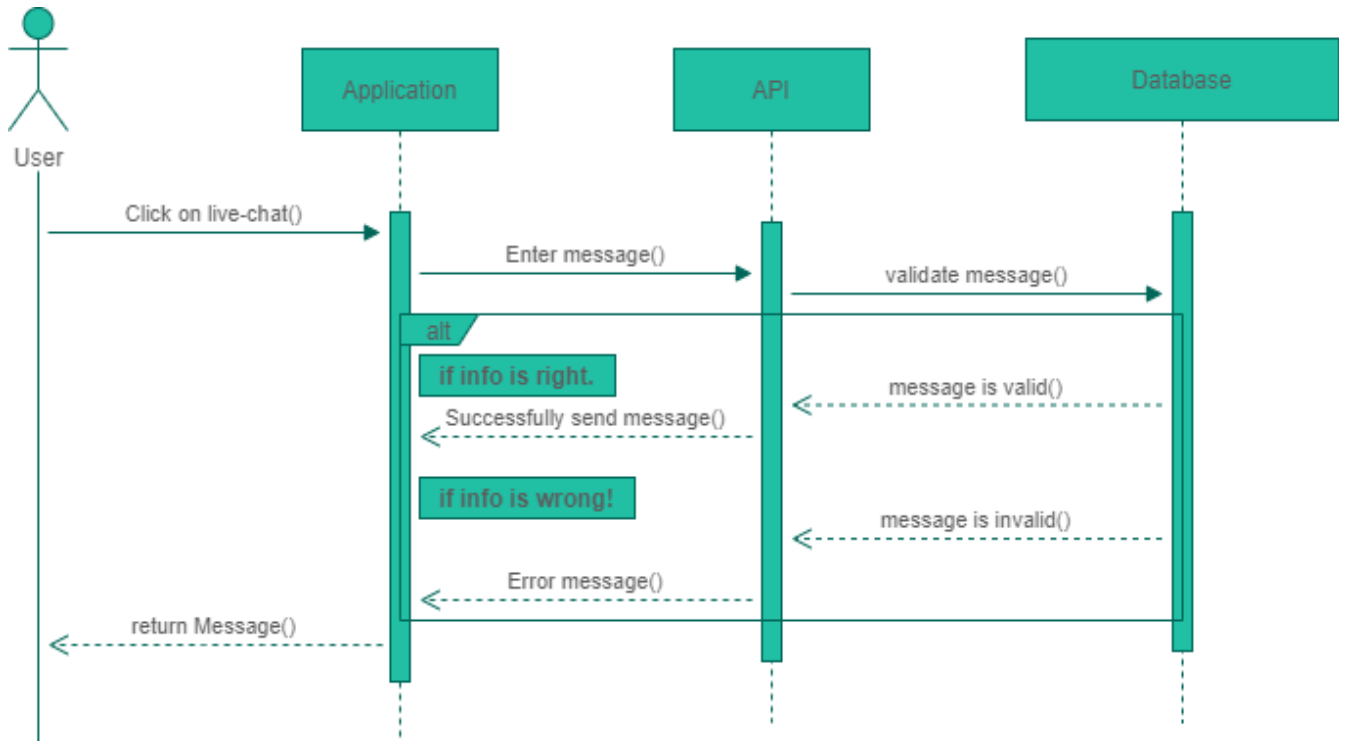 Application
API
Database
User
Click on live-chat()
Enter message()
validate message()
alt
if info is right.
message is valid()
Successfully send message()
if info is wrong!
message is invalid()
Error message()
return Message()